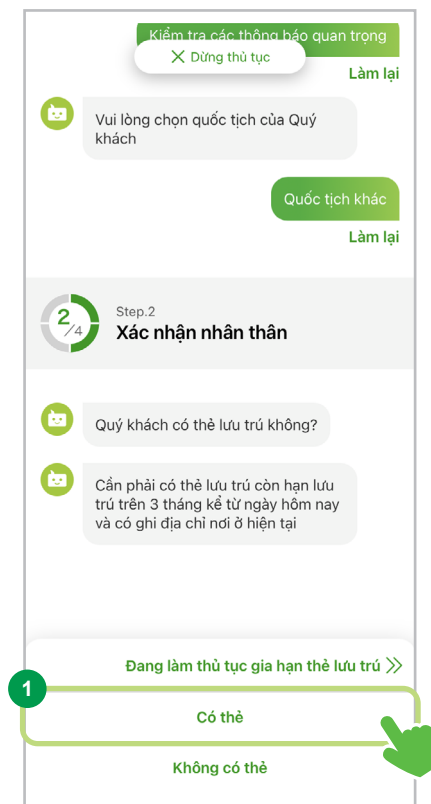 Kiểm tra các thông báo quan trọng
Dừng thủ tục
Làm lại
Vui lòng chọn quốc tịch của Quý
khách
Quốc tịch khác
Làm lại
2/4
Step.2
Xác nhận nhân thân
Quý khách có thẻ lưu trú không?
Cần phải có thẻ lưu trú còn hạn lưu
trú trên 3 tháng kể từ ngày hôm nay
và có ghi địa chỉ nơi ở hiện tại
Đang làm thủ tục gia hạn thẻ lưu trú
1
Có thẻ
Không có thẻ